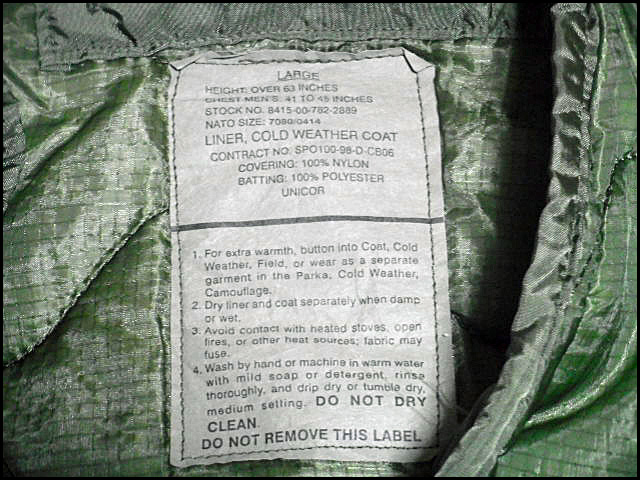 LARGE
HEIGHT: OVER 63 INCHES
CHEST MEN'S: 41 TO 45 INCHES
STOCK NO. 8415-00-782-2889
NATO SIZE: 7080/0414
LINER, COLD WEATHER COAT
CONTRACT NO: SPO100-98-D-CB06
COVERING: 100% NYLON
BATTING: 100% POLYESTER
UNICOR
1. For extra warmth, button into Coat, Cold
Weather, Field, or wear as a separate
garment in the Parka, Cold Weather,
Camouflage.
2. Dry liner and coat separately when damp
or wet.
3. Avoid contact with heated stoves, open
fires, or other heat sources; fabric may
fuse.
4. Wash by hand or machine in warm water
with mild soap or detergent, rinse
thoroughly, and drip dry or tumble dry,
medium setting. DO NOT DRY
CLEAN
DO NOT REMOVE THIS LABEL